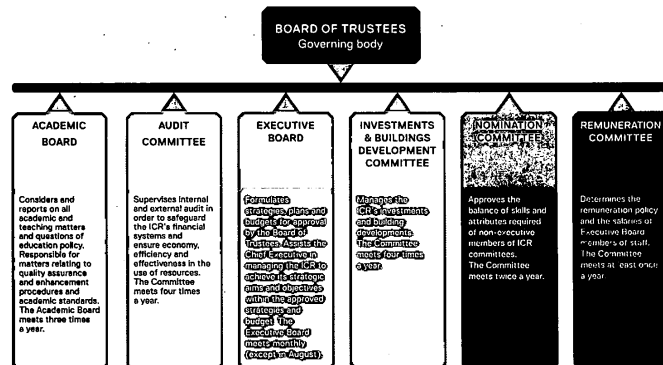 BOARD OF TRUSTEES
Governing body
ACADEMIC
BOARD
Considers and
reports on all
academic and
teaching matters
and questions of
education policy.
Responsible for
matters relating to
quality assurance
and enhancement
procedures and
academic standards.
The Academic Board
meets three times
a year.
AUDIT
COMMITTEE
Supervises internal
and external audit in
order to safeguard
the ICR's financial
systems and
ensure economy,
efficiency and
effectiveness in the
use of resources.
The Committee
meets four times
a year.
EXECUTIVE
BOARD
Formulates
strategies, plans and
budgets for approval
by the Board of
Trustees. Assists the
Chief Executive in
managing the ICR to
achieve its strategic
aims and objectives
within the approved
strategies and
budget. The
Executive Board
meets monthly
(except in August).
INVESTMENTS
& BUILDINGS
DEVELOPMENT
COMMITTEE
Manages the
ICR's investments
and building
developments.
The Committee
meets four times
a year.
NOMINATION
COMMITTEE
Approves the
balance of skills and
attributes required
of non-executive
members of ICR
committees.
The Committee
meets twice a year.
REMUNERATION
COMMITTEE
Determines the
remuneration policy
and the salaries of
Executive Board
members of staff.
The Committee
meets at least once
a year.